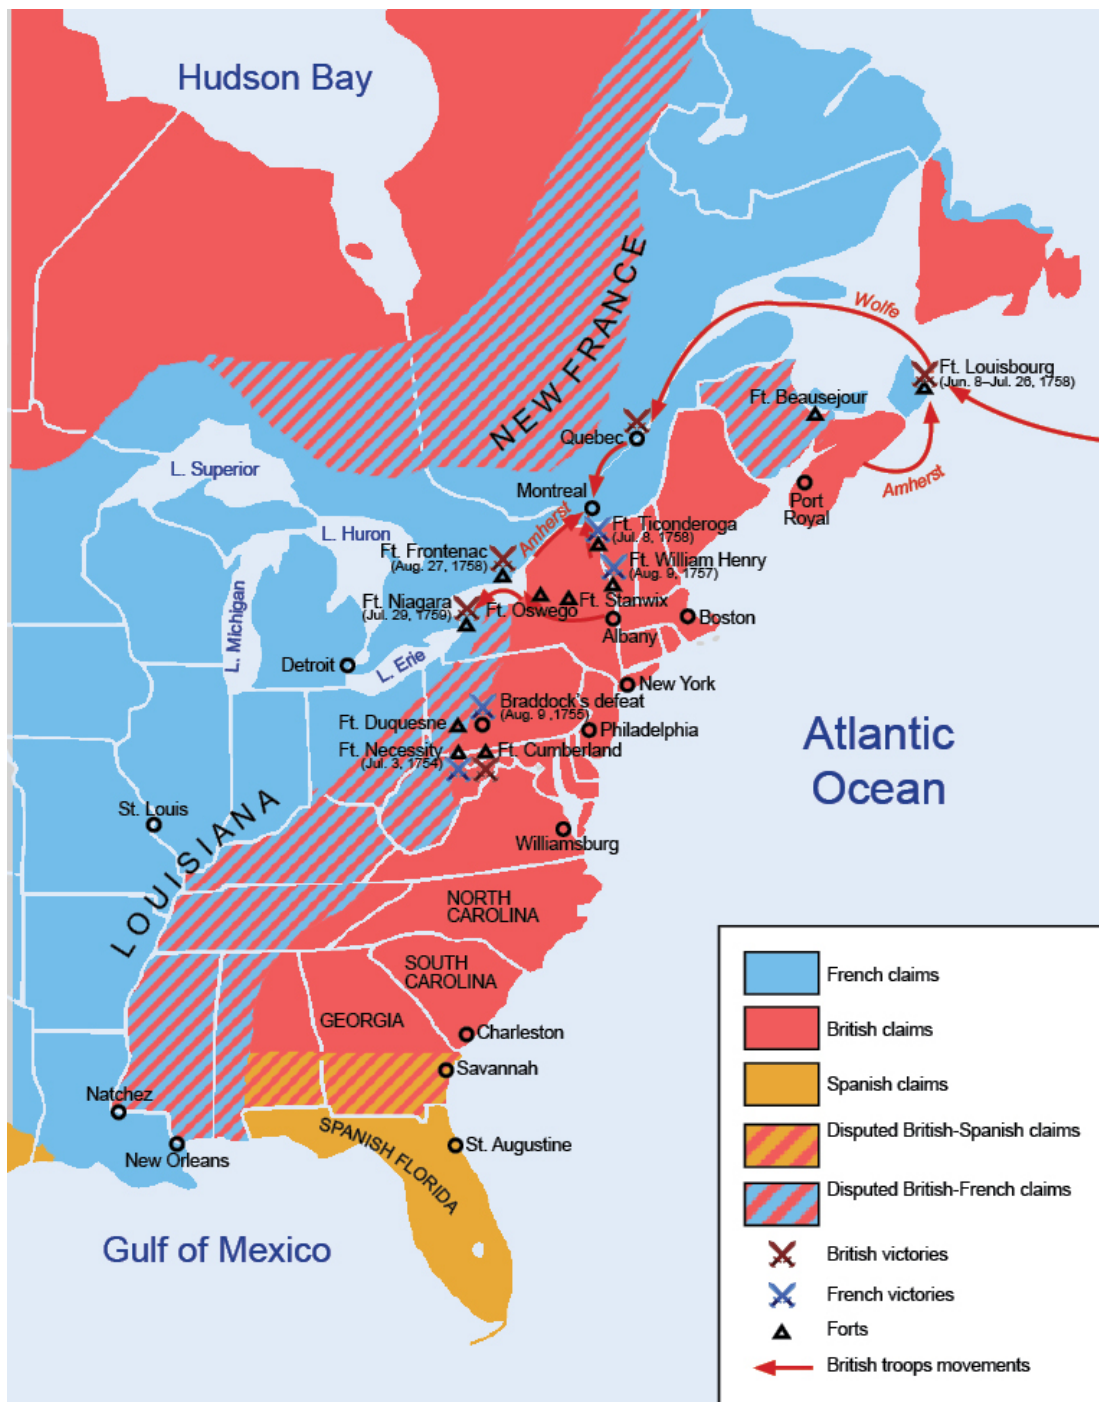 Hudson Bay
NEW FRANCE
Wolfe
Ft. Louisbourg
(Jun. 8–Jul. 26, 1758)
Ft. Beausejour
Quebec
L. Superior
Amherst
Montreal
Port
Royal
Amherst
Ft. Ticonderoga
(Jul. 8, 1758)
L. Huron
Ft. Frontenac
(Aug. 27, 1758)
Ft. William Henry
(Aug. 9, 1757)
Ft. Niagara
(Jul. 29, 1759)
Ft. Oswego
Ft. Stanwix
Boston
Albany
L. Michigan
Detroit
L. Erie
New York
Braddock's defeat
(Aug. 9 ,1755)
Ft. Duquesne
Philadelphia
Ft. Necessity
(Jul. 3, 1754)
Ft. Cumberland
Atlantic
Ocean
St. Louis
LOUISIANA
Williamsburg
NORTH
CAROLINA
SOUTH
CAROLINA
GEORGIA
Charleston
Savannah
Natchez
SPANISH FLORIDA
St. Augustine
New Orleans
Gulf of Mexico
French claims
British claims
Spanish claims
Disputed British-Spanish claims
Disputed British-French claims
British victories
French victories
Forts
British troops movements